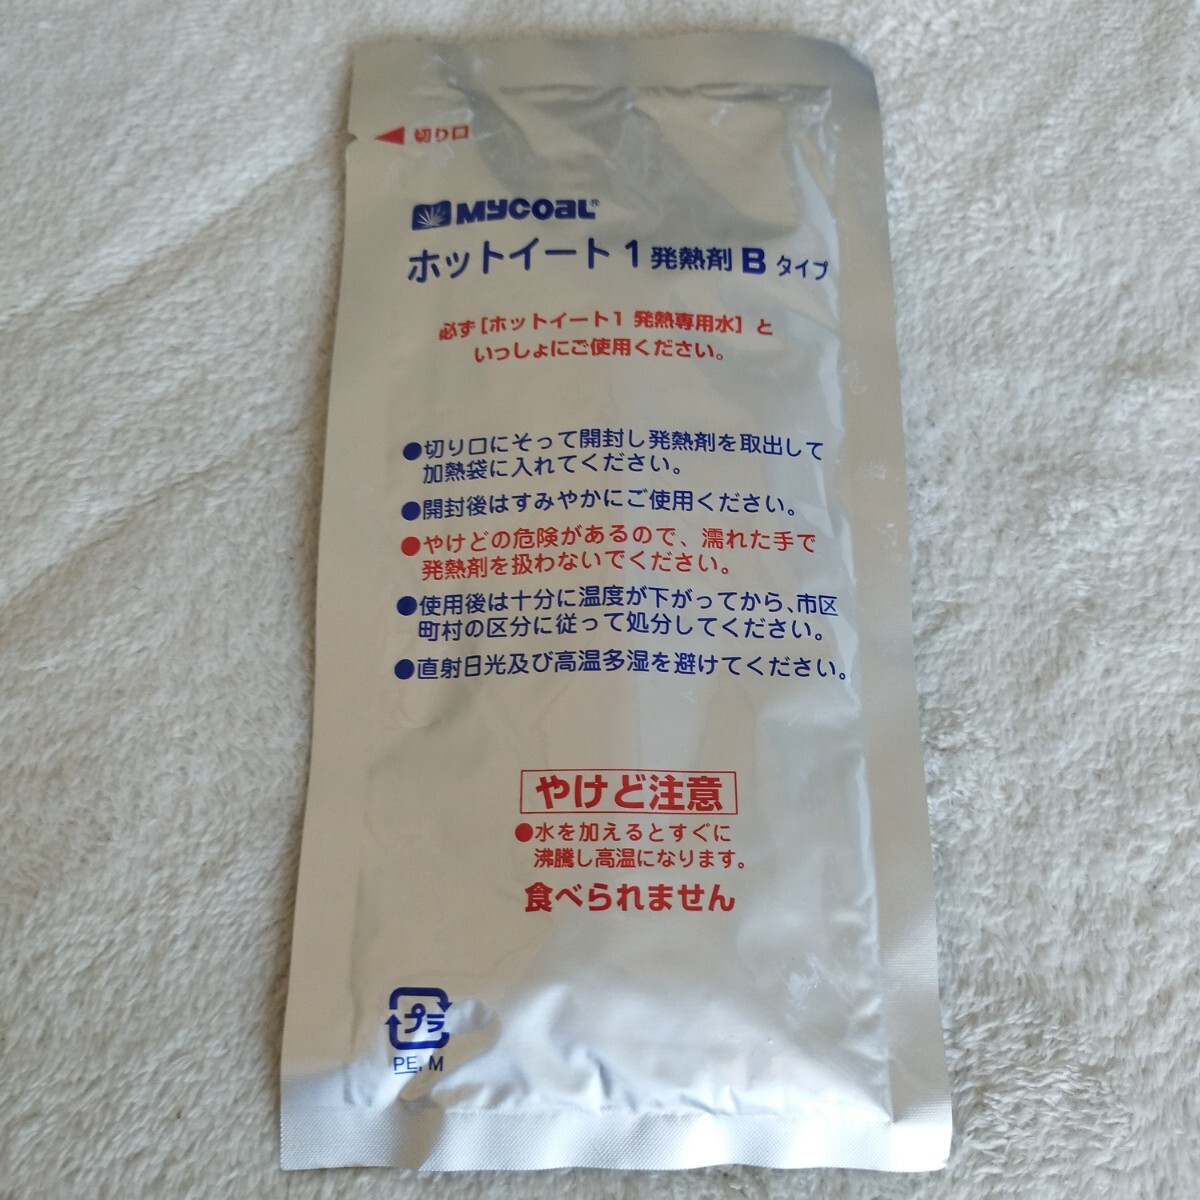 切り口
MYCOAL®
ホットイート1発熱剤Bタイプ
必ず[ホットイート1 発熱専用水]と
いっしょにご使用ください。
●切り口にそって開封し発熱剤を取出して
加熱袋に入れてください。
●開封後はすみやかにご使用ください。
●やけどの危険があるので、濡れた手で
発熱剤を扱わないでください。
●使用後は十分に温度が下がってから、市区
町村の区分に従って処分してください。
●直射日光及び高温多湿を避けてください。
やけど注意
●水を加えるとすぐに
沸騰し高温になります。
食べられません
プラ
PE, M